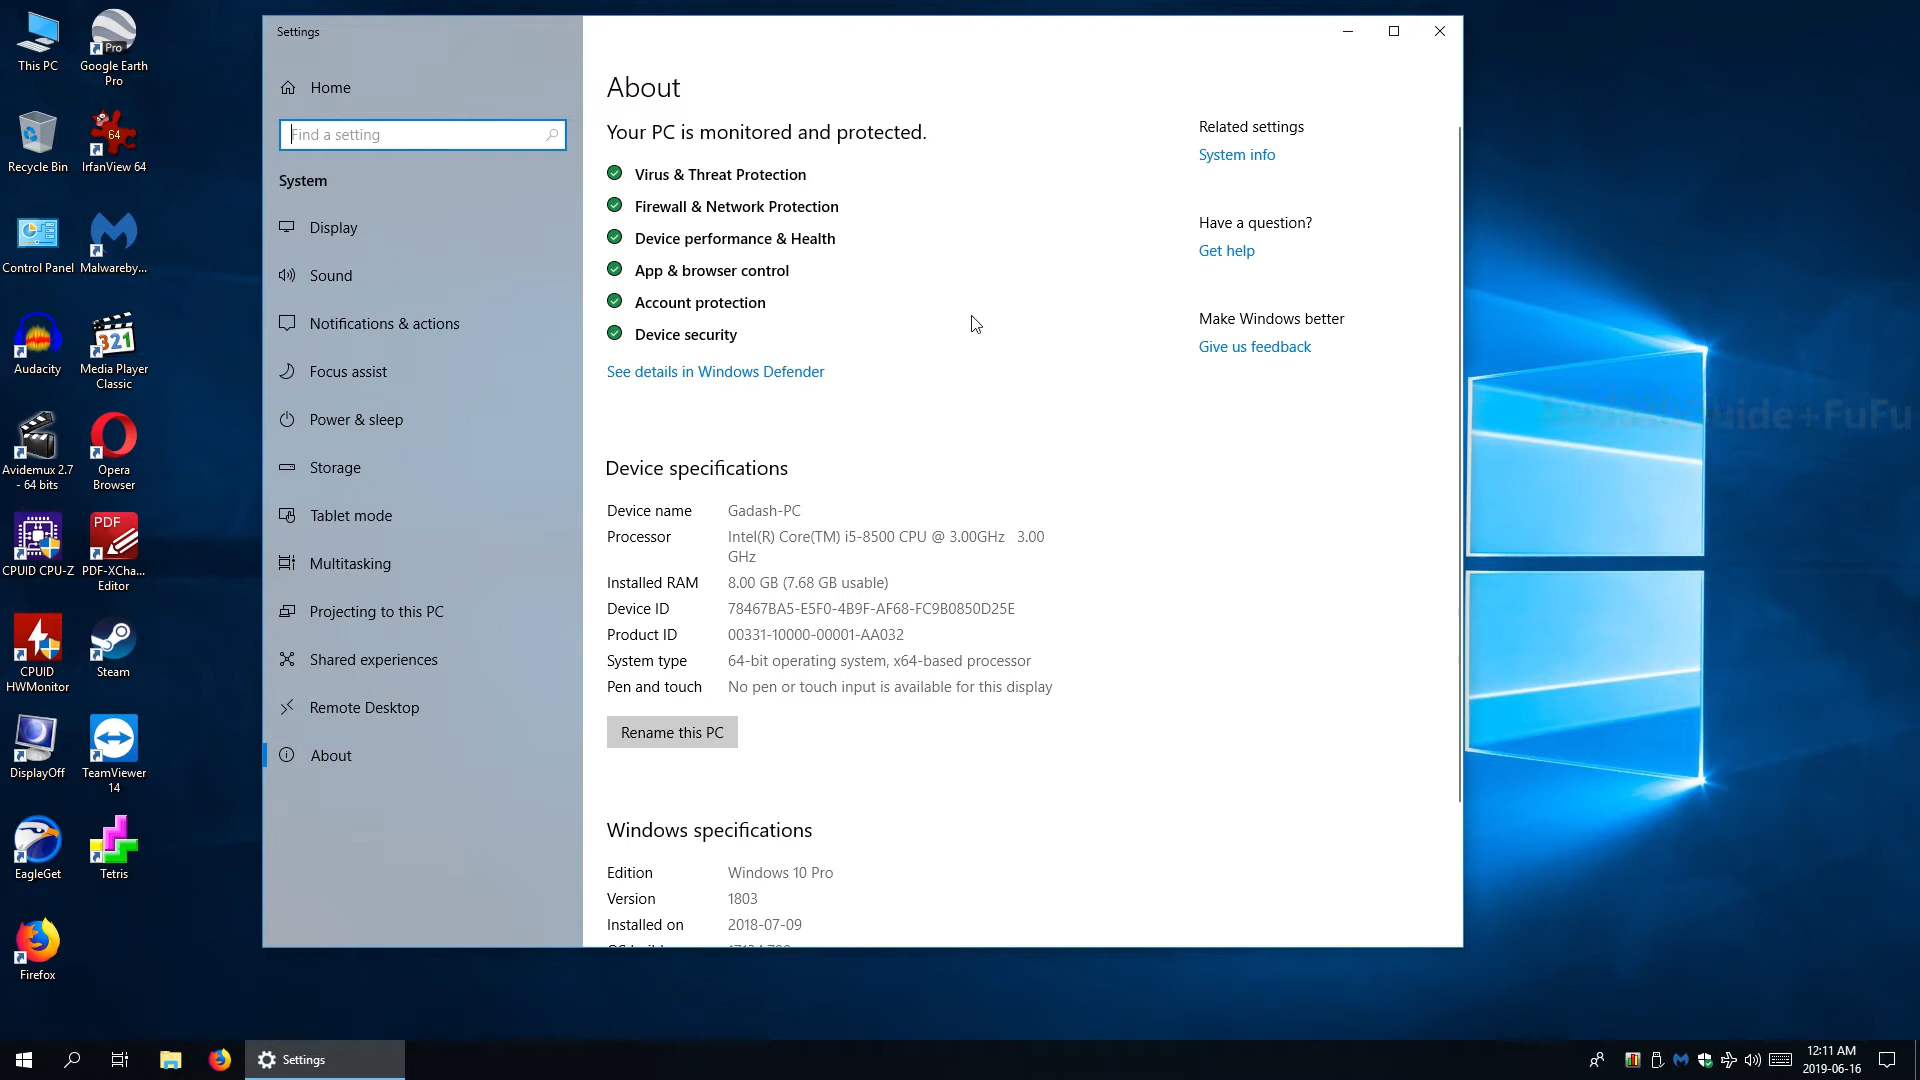 This PC
Google Earth
Pro
Recycle Bin
IrfanView 64
Control Panel
Malwareby...
Audacity
Media Player
Classic
Avidemux 2.7
- 64 bits
Opera
Browser
CPUID CPU-Z
PDF-XCha...
Editor
CPUID
HWMonitor
Steam
DisplayOff
TeamViewer
14
EagleGet
Tetris
Firefox
Pro
64
321
PDF
Settings
Home
Find a setting
System
Display
Sound
Notifications & actions
Focus assist
Power & sleep
Storage
Tablet mode
Multitasking
Projecting to this PC
Shared experiences
Remote Desktop
About
About
Your PC is monitored and protected.
Virus & Threat Protection
Firewall & Network Protection
Device performance & Health
App & browser control
Account protection
Device security
See details in Windows Defender
Device specifications
Device name Gadash-PC
Processor Intel(R) Core(TM) i5-8500 CPU @ 3.00GHz 3.00
GHz
Installed RAM 8.00 GB (7.68 GB usable)
Device ID 78467BA5-E5F0-4B9F-AF68-FC9B0850D25E
Product ID 00331-10000-00001-AA032
System type 64-bit operating system, x64-based processor
Pen and touch No pen or touch input is available for this display
Rename this PC
Windows specifications
Edition Windows 10 Pro
Version 1803
Installed on 2018-07-09
Related settings
System info
Have a question?
Get help
Make Windows better
Give us feedback
Settings
12:11 AM
2019-06-16